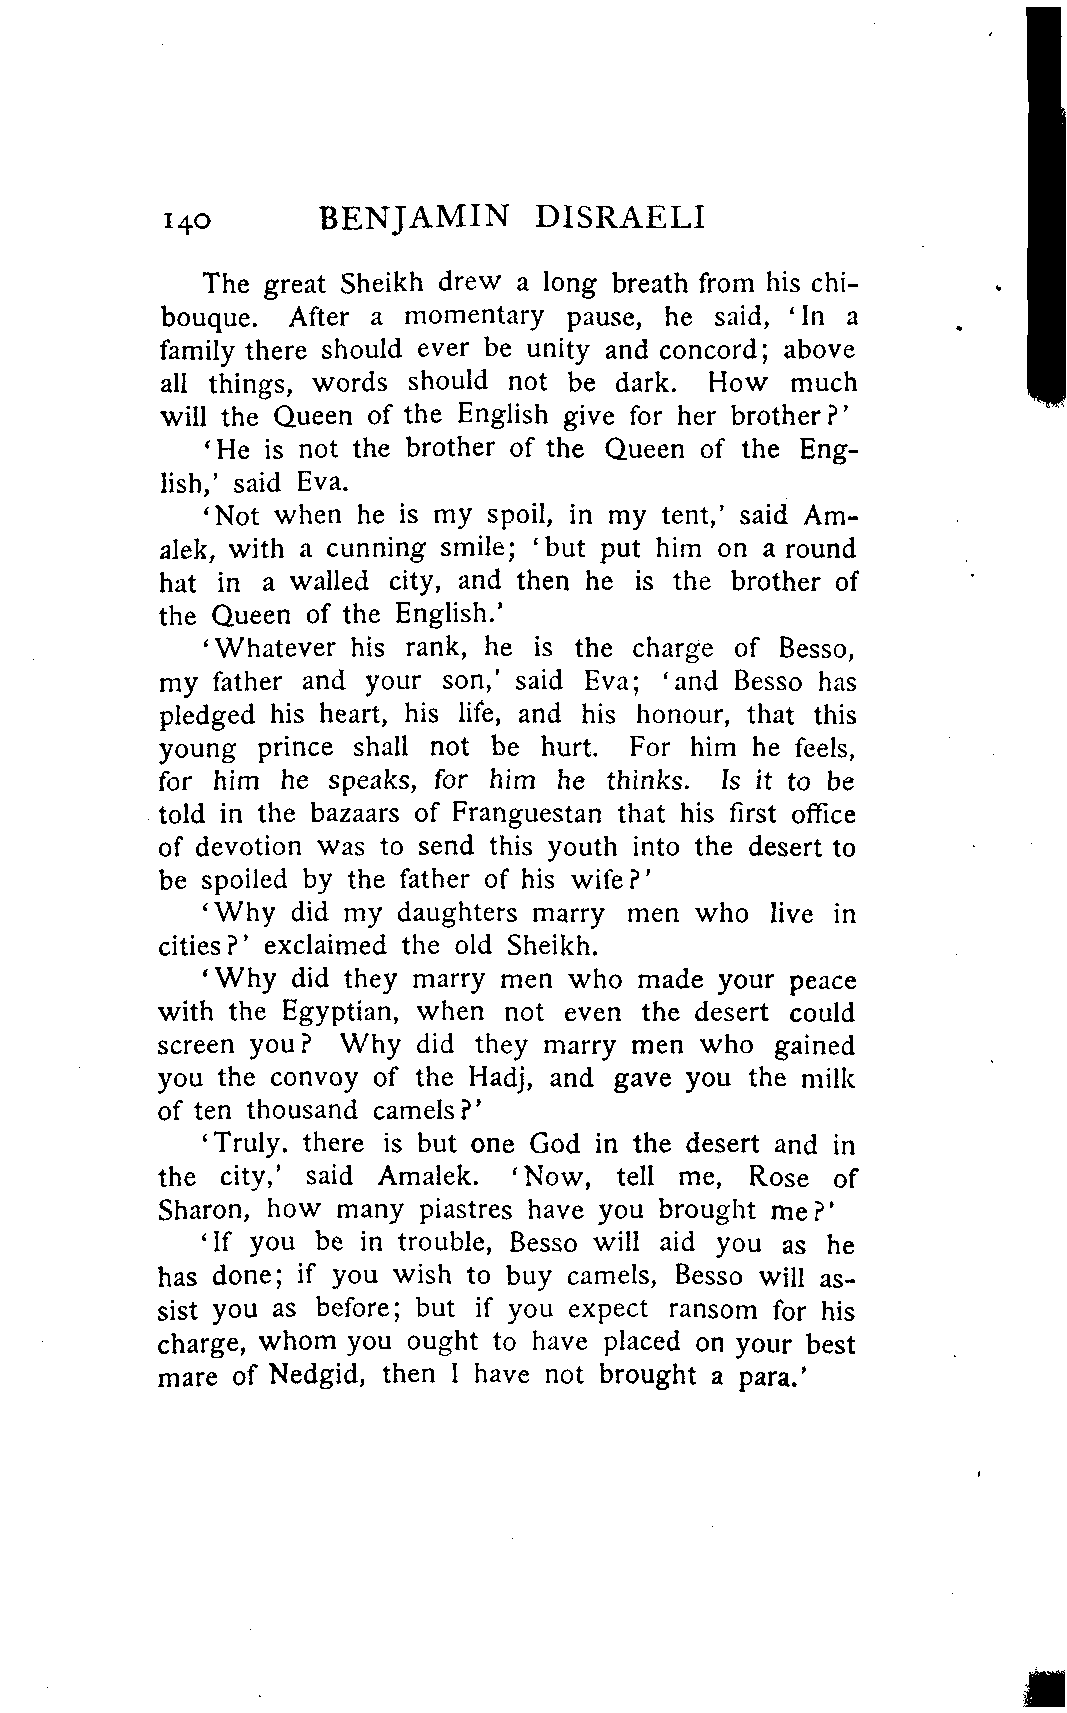 140 BENJAMIN DISRAELI
The great Sheikh drew a long breath from his chi-
bouque. After a momentary pause, he said, ‘In a
family there should ever be unity and concord; above
all things, words should not be dark. How much
will the Queen of the English give for her brother?’
‘He is not the brother of the Queen of the Eng-
lish,’ said Eva.
‘Not when he is my spoil, in my tent,’ said Am-
alek, with a cunning smile; ‘but put him on a round
hat in a walled city, and then he is the brother of
the Queen of the English.’
‘Whatever his rank, he is the charge of Besso,
my father and your son,’ said Eva; ‘and Besso has
pledged his heart, his life, and his honour, that this
young prince shall not be hurt. For him he feels,
for him he speaks, for him he thinks. Is it to be
told in the bazaars of Franguestan that his first office
of devotion was to send this youth into the desert to
be spoiled by the father of his wife?’
‘Why did my daughters marry men who live in
cities?’ exclaimed the old Sheikh.
‘Why did they marry men who made your peace
with the Egyptian, when not even the desert could
screen you? Why did they marry men who gained
you the convoy of the Hadj, and gave you the milk
of ten thousand camels?’
‘Truly. there is but one God in the desert and in
the city,’ said Amalek. ‘Now, tell me, Rose of
Sharon, how many piastres have you brought me?’
‘If you be in trouble, Besso will aid you as he
has done; if you wish to buy camels, Besso will as-
sist you as before; but if you expect ransom for his
charge, whom you ought to have placed on your best
mare of Nedgid, then I have not brought a para.’